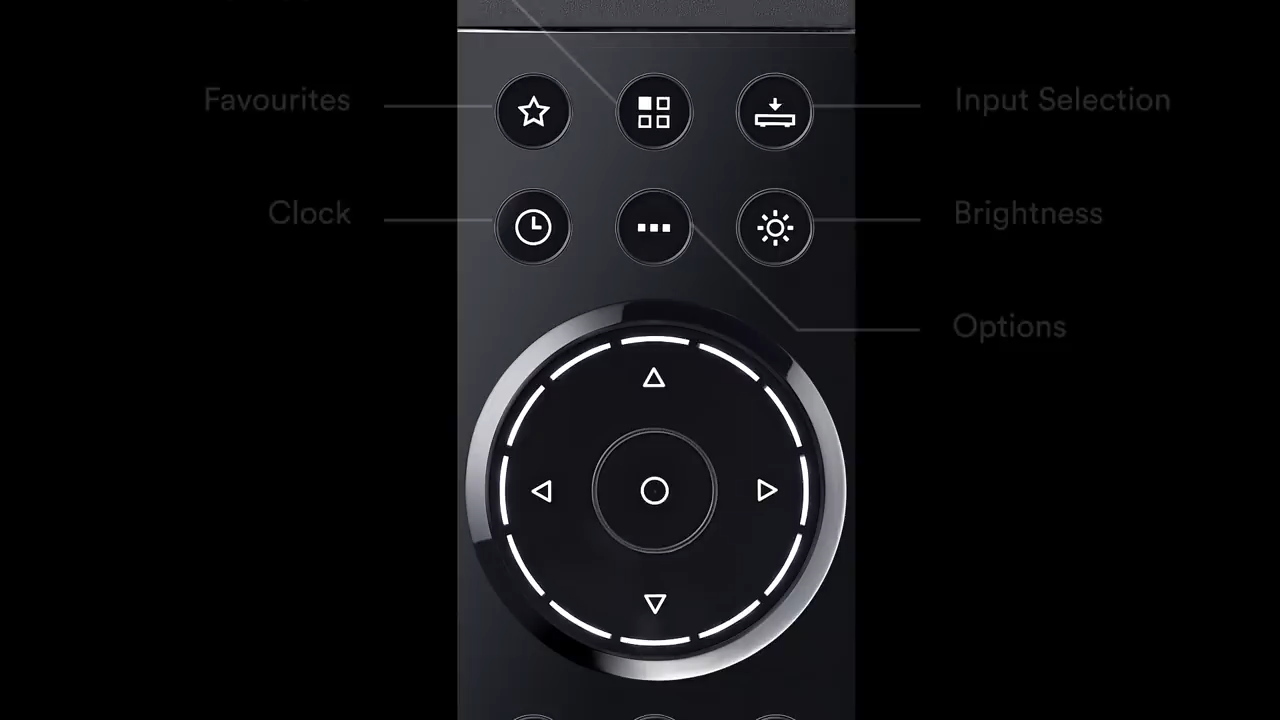 Favourites
Input Selection
Clock
Brightness
Options